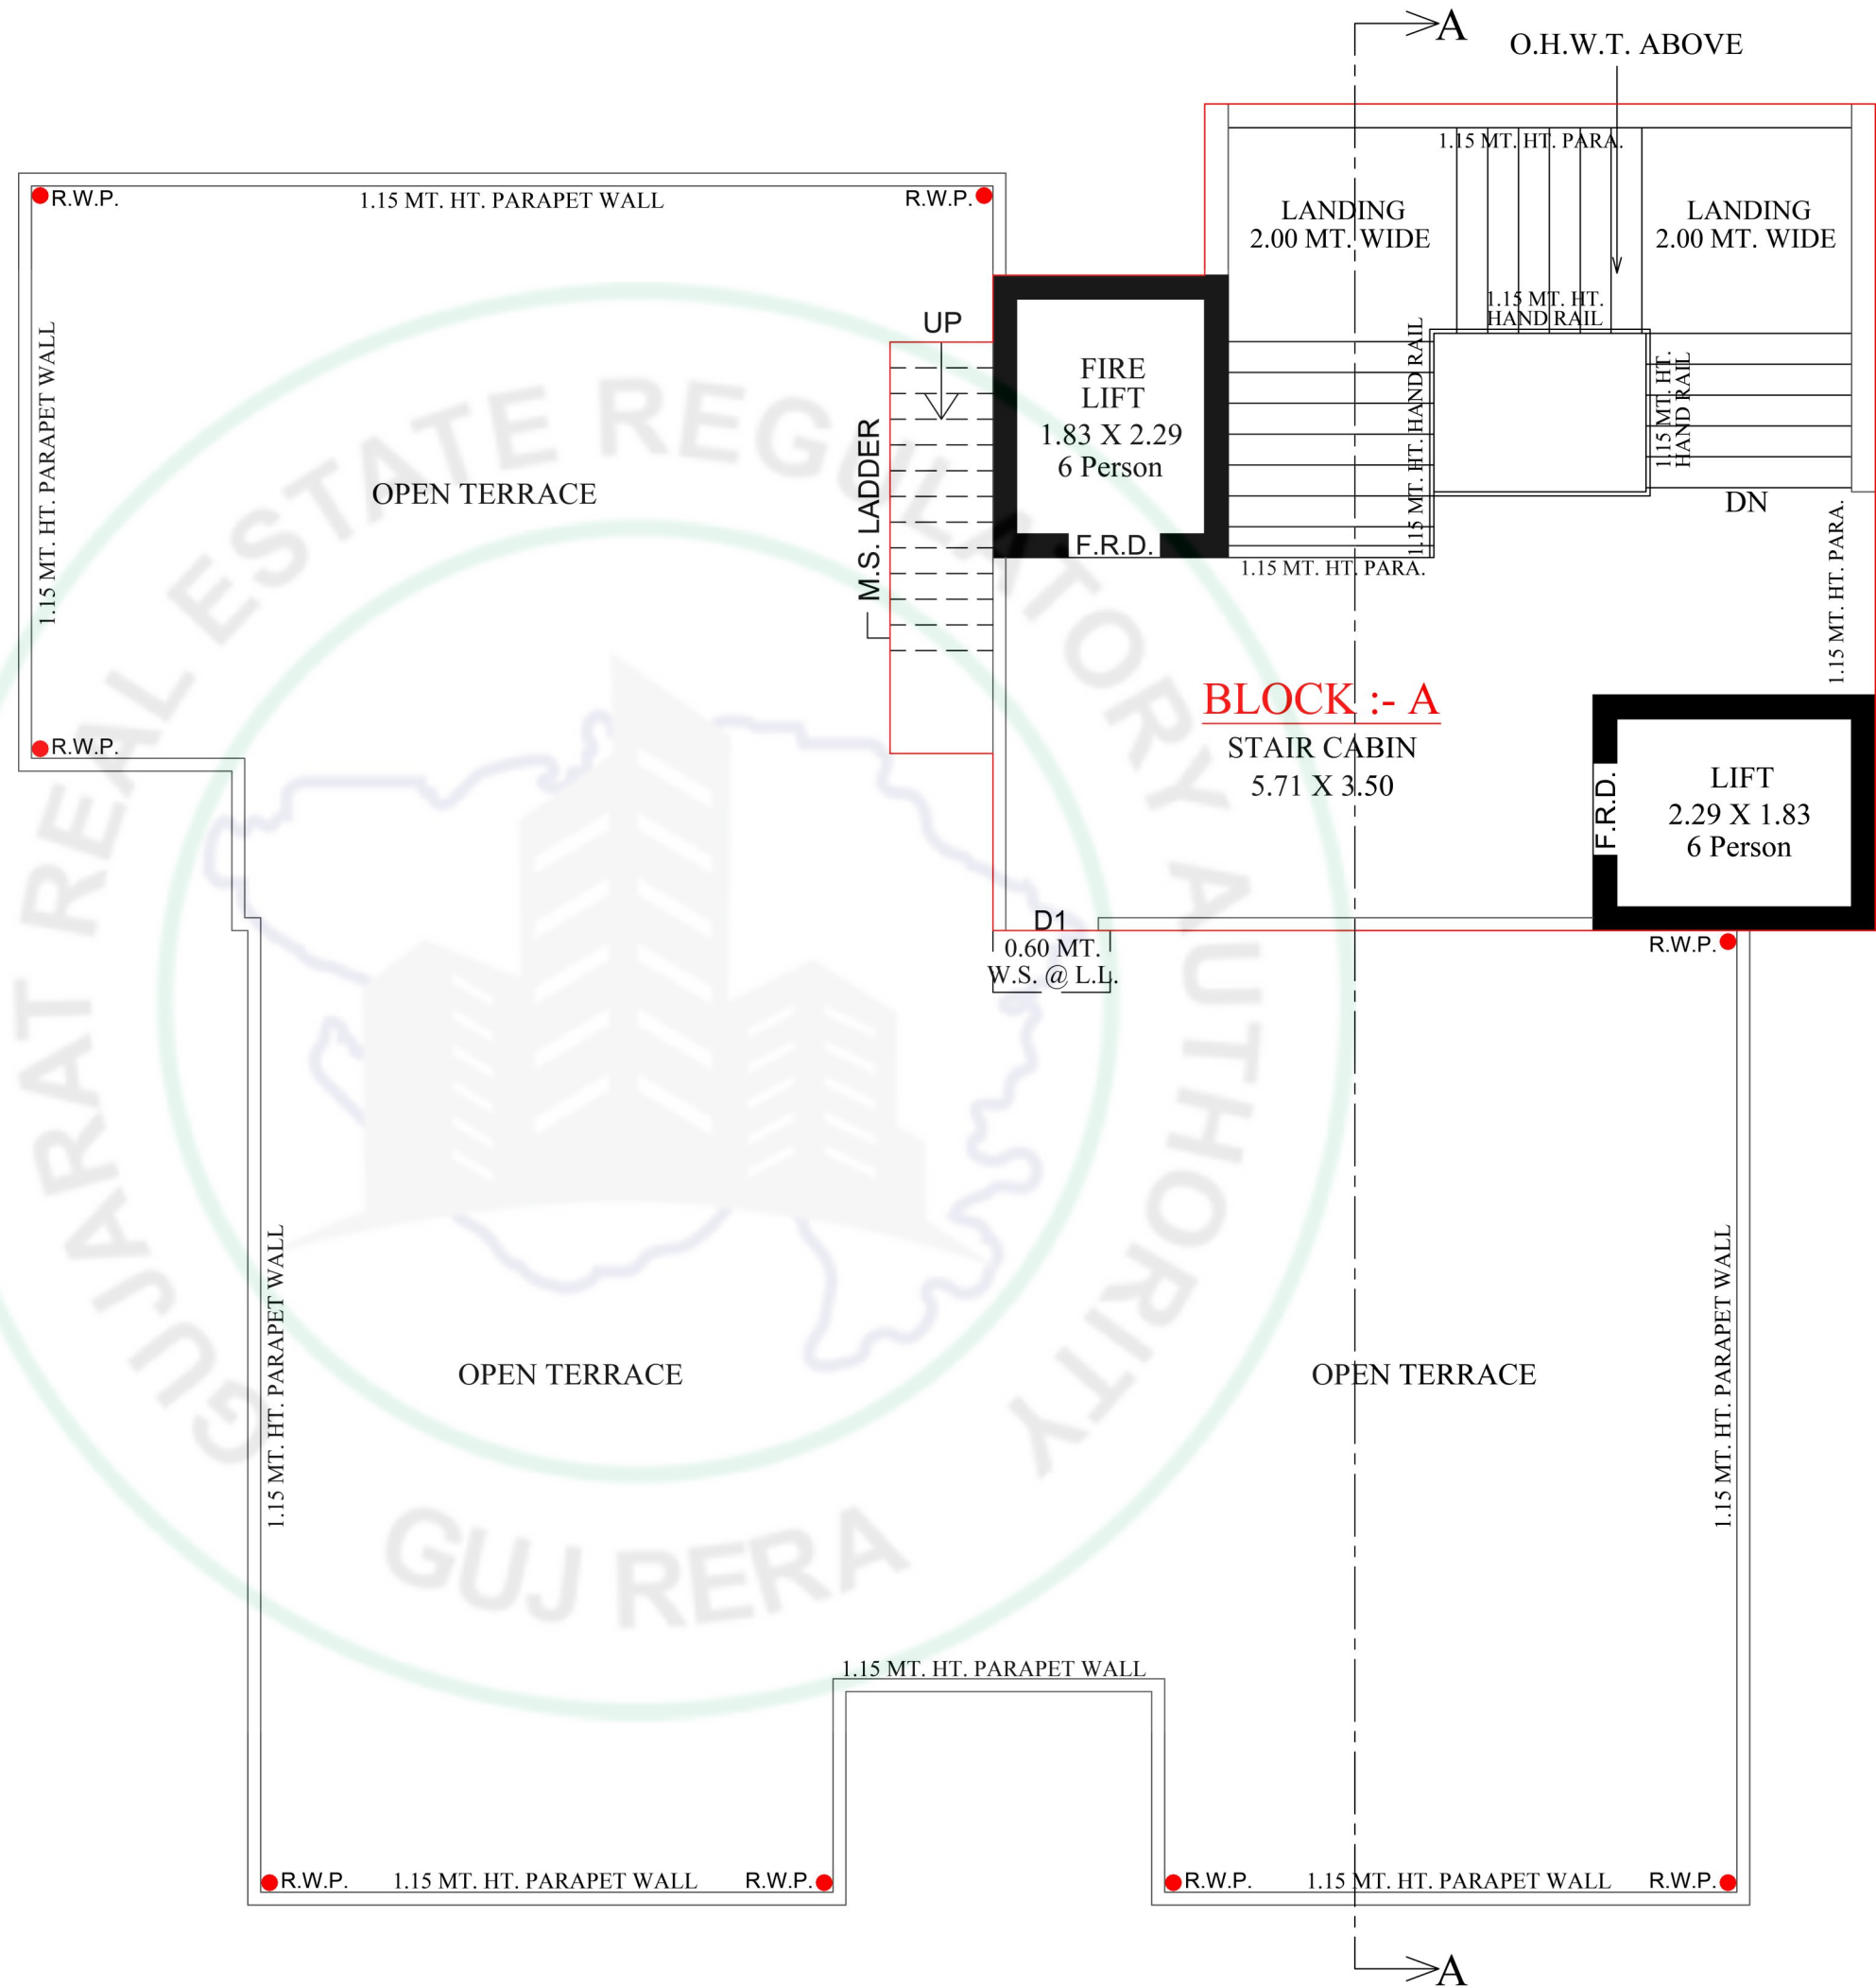 A
O.H.W.T. ABOVE
1.15 MT. HT. PARA.
R.W.P.
1.15 MT. HT. PARAPET WALL
R.W.P.
LANDING
2.00 MT. WIDE
LANDING
2.00 MT. WIDE
1.15 MT. HT.
HAND RAIL
UP
1.15 MT. HT. PARAPET WALL
FIRE
LIFT
1.83 X 2.29
6 Person
F.R.D.
1.15 MT. HT. HAND RAIL
1.15 MT. HT.
HAND RAIL
OPEN TERRACE
M.S. LADDER
DN
1.15 MT. HT. PARA.
1.15 MT. HT. PARA.
BLOCK :- A
STAIR CABIN
5.71 X 3.50
R.W.P.
F.R.D.
LIFT
2.29 X 1.83
6 Person
D1
0.60 MT.
W.S. @ L.L.
R.W.P.
1.15 MT. HT. PARAPET WALL
OPEN TERRACE
OPEN TERRACE
1.15 MT. HT. PARAPET WALL
1.15 MT. HT. PARAPET WALL
R.W.P.
1.15 MT. HT. PARAPET WALL
R.W.P.
R.W.P.
1.15 MT. HT. PARAPET WALL
R.W.P.
A
GUJARAT REAL ESTATE REGULATORY AUTHORITY
GUJ RERA